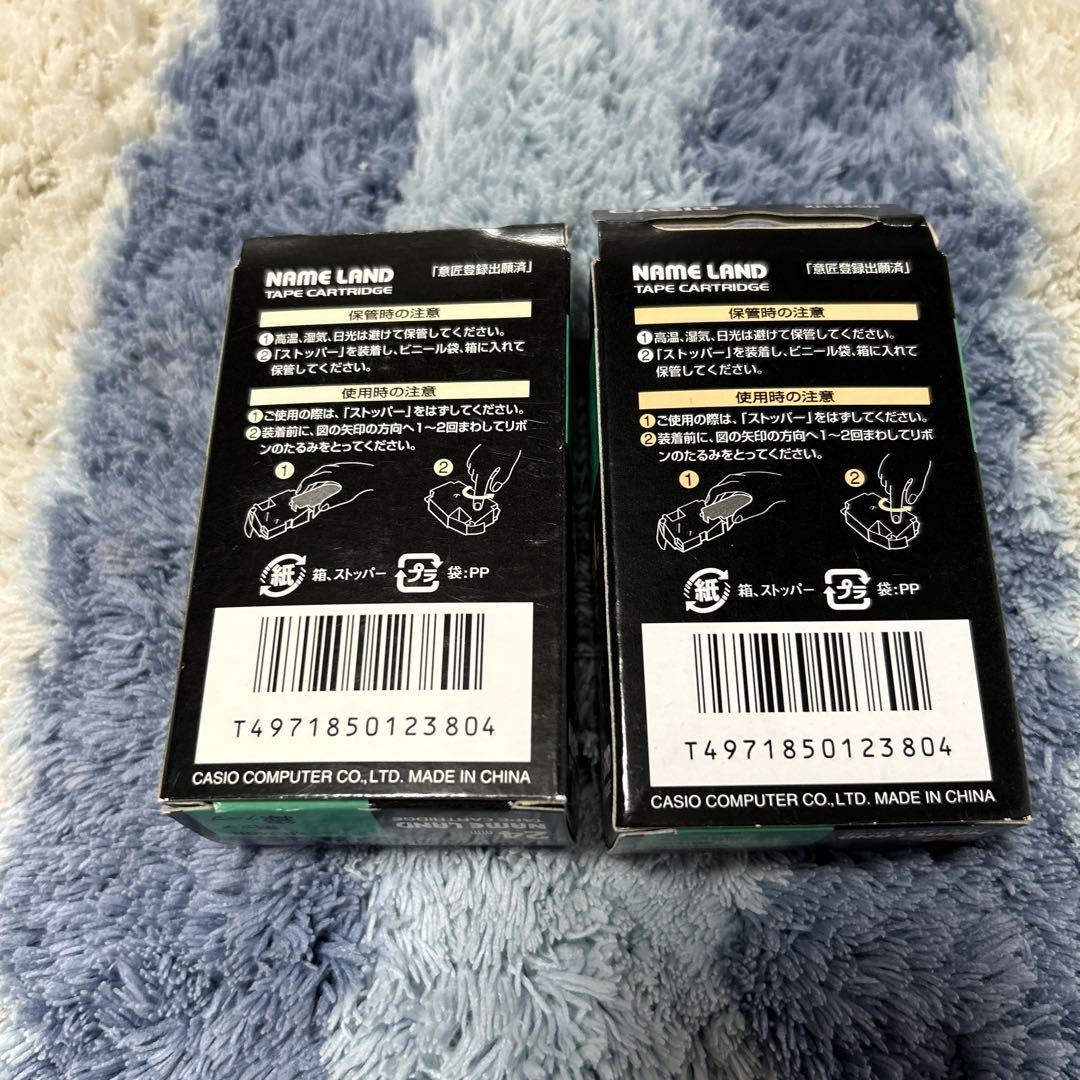 NAME LAND
「意匠登録出願済」
TAPE CARTRIDGE
保管時の注意
①高温、湿気、日光は避けて保管してください。
②「ストッパー」を装着し、ビニール袋、箱に入れて
保管してください。
使用時の注意
①ご使用の際は、「ストッパー」をはずしてください。
②装着前に、図の矢印の方向へ1〜2回まわしてリボ
ンのたるみをとってください。
①
②
紙
箱、ストッパー
プラ
袋:PP
T4971850123804
CASIO COMPUTER CO., LTD. MADE IN CHINA
NAME LAND
TAPE CARTRIDGE
CASIO
NAME LAND
「意匠登録出願済」
TAPE CARTRIDGE
保管時の注意
①高温、湿気、日光は避けて保管してください。
②「ストッパー」を装着し、ビニール袋、箱に入れて
保管してください。
使用時の注意
①ご使用の際は、「ストッパー」をはずしてください。
②装着前に、図の矢印の方向へ1〜2回まわしてリボ
ンのたるみをとってください。
①
②
紙
箱、ストッパー
プラ
袋:PP
T4971850123804
CASIO COMPUTER CO., LTD. MADE IN CHINA